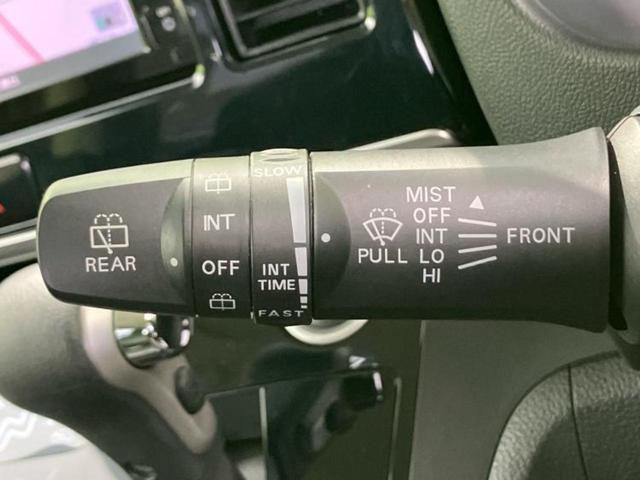 REAR
INT
OFF
SLOW
INT
TIME
FAST
PULL
MIST
OFF
INT
LO
HI
FRONT